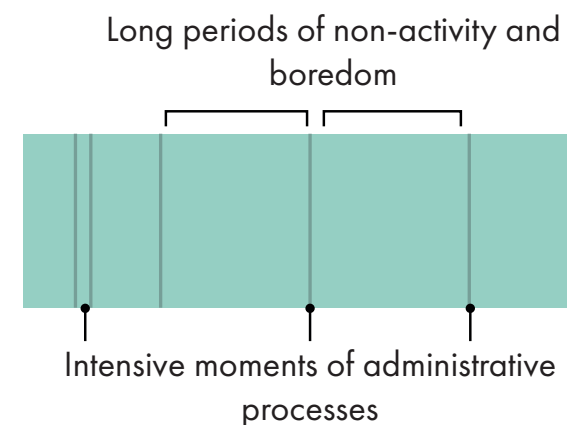 Long periods of non-activity and
boredom
Intensive moments of administrative
processes